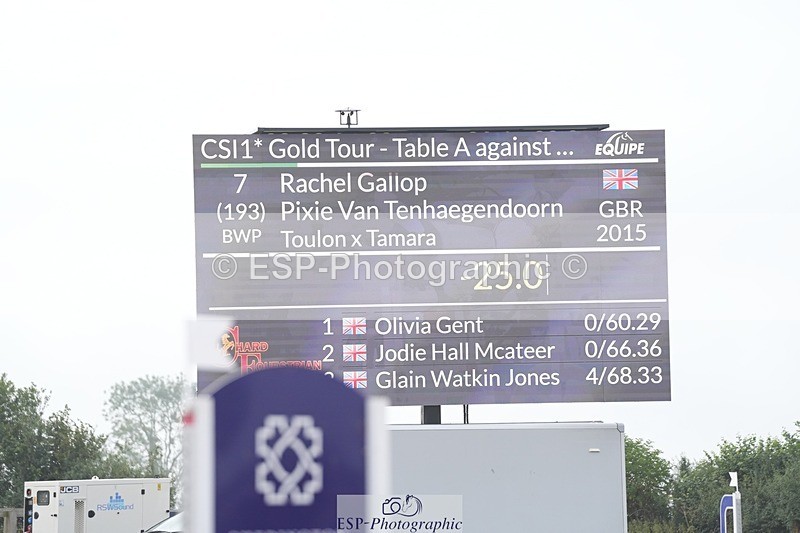 CSI1* Gold Tour - Table A against ... EQUIPE
7 Rachel Gallop
(193) Pixie Van Tenhaegendoorn GBR
BWP Toulon x Tamara 2015
© ESP-Photographic ©
-25.0
1 Olivia Gent 0/60.29
2 Jodie Hall Mcateer 0/66.36
Glain Watkin Jones 4/68.33
CHARD
EQUESTRIAN
JCB
RSWSound
ESP-Photographic